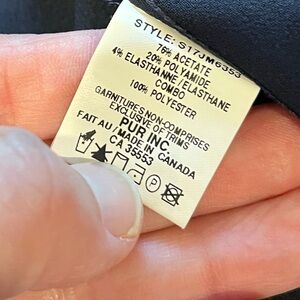 STYLE: S17JM6353
76% ACETATE
20% POLYAMIDE
4% ELASTHANNE / ELASTHANE
COMBO
100% POLYESTER
GARNITURES NON-COMPRISES
EXCLUSIVE OF TRIMS
PUR INC.
FAIT AU / MADE IN CANADA
CA 35553
P